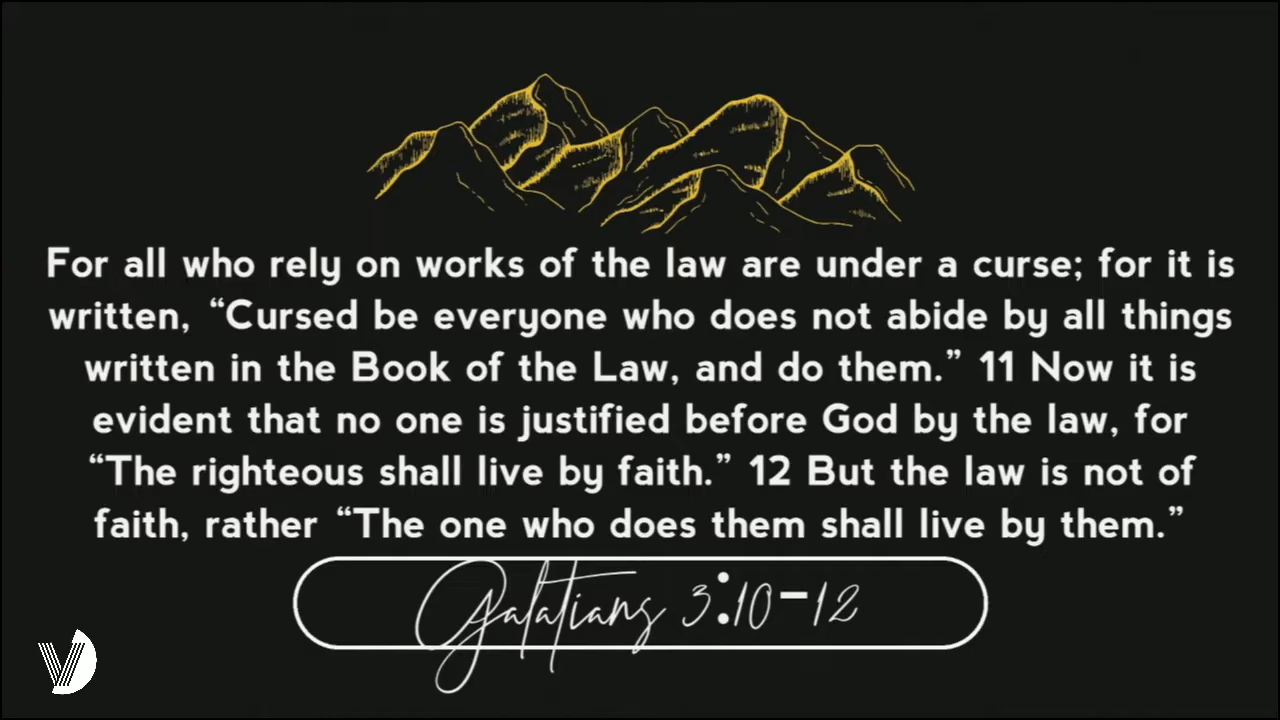 For all who rely on works of the law are under a curse; for it is
written, “Cursed be everyone who does not abide by all things
written in the Book of the Law, and do them.” 11 Now it is
evident that no one is justified before God by the law, for
“The righteous shall live by faith.” 12 But the law is not of
faith, rather “The one who does them shall live by them.”
Galatians 3:10-12
V